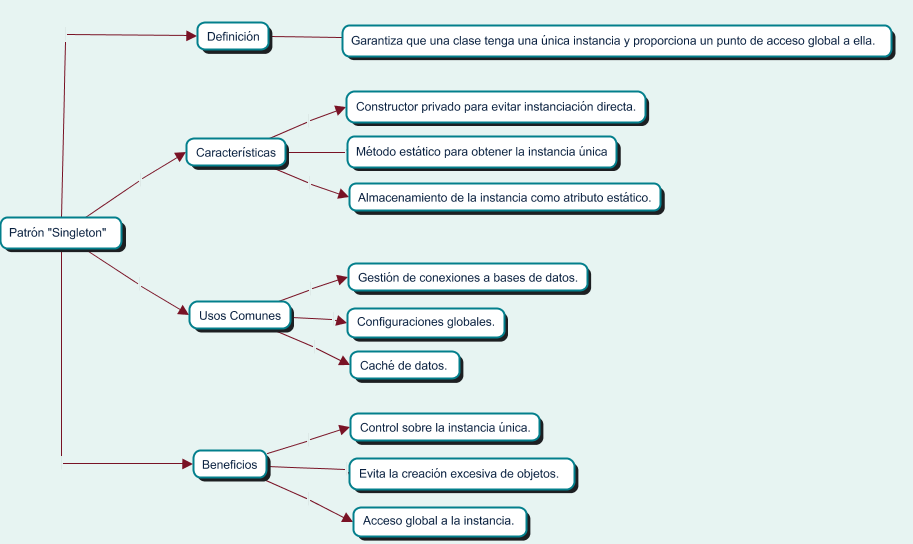 Definición
Garantiza que una clase tenga una única instancia y proporciona un punto de acceso global a ella.
Constructor privado para evitar instanciación directa.
Características
Método estático para obtener la instancia única
Almacenamiento de la instancia como atributo estático.
Patrón "Singleton"
Gestión de conexiones a bases de datos.
Usos Comunes
Configuraciones globales.
Caché de datos.
Control sobre la instancia única.
Beneficios
Evita la creación excesiva de objetos.
Acceso global a la instancia.